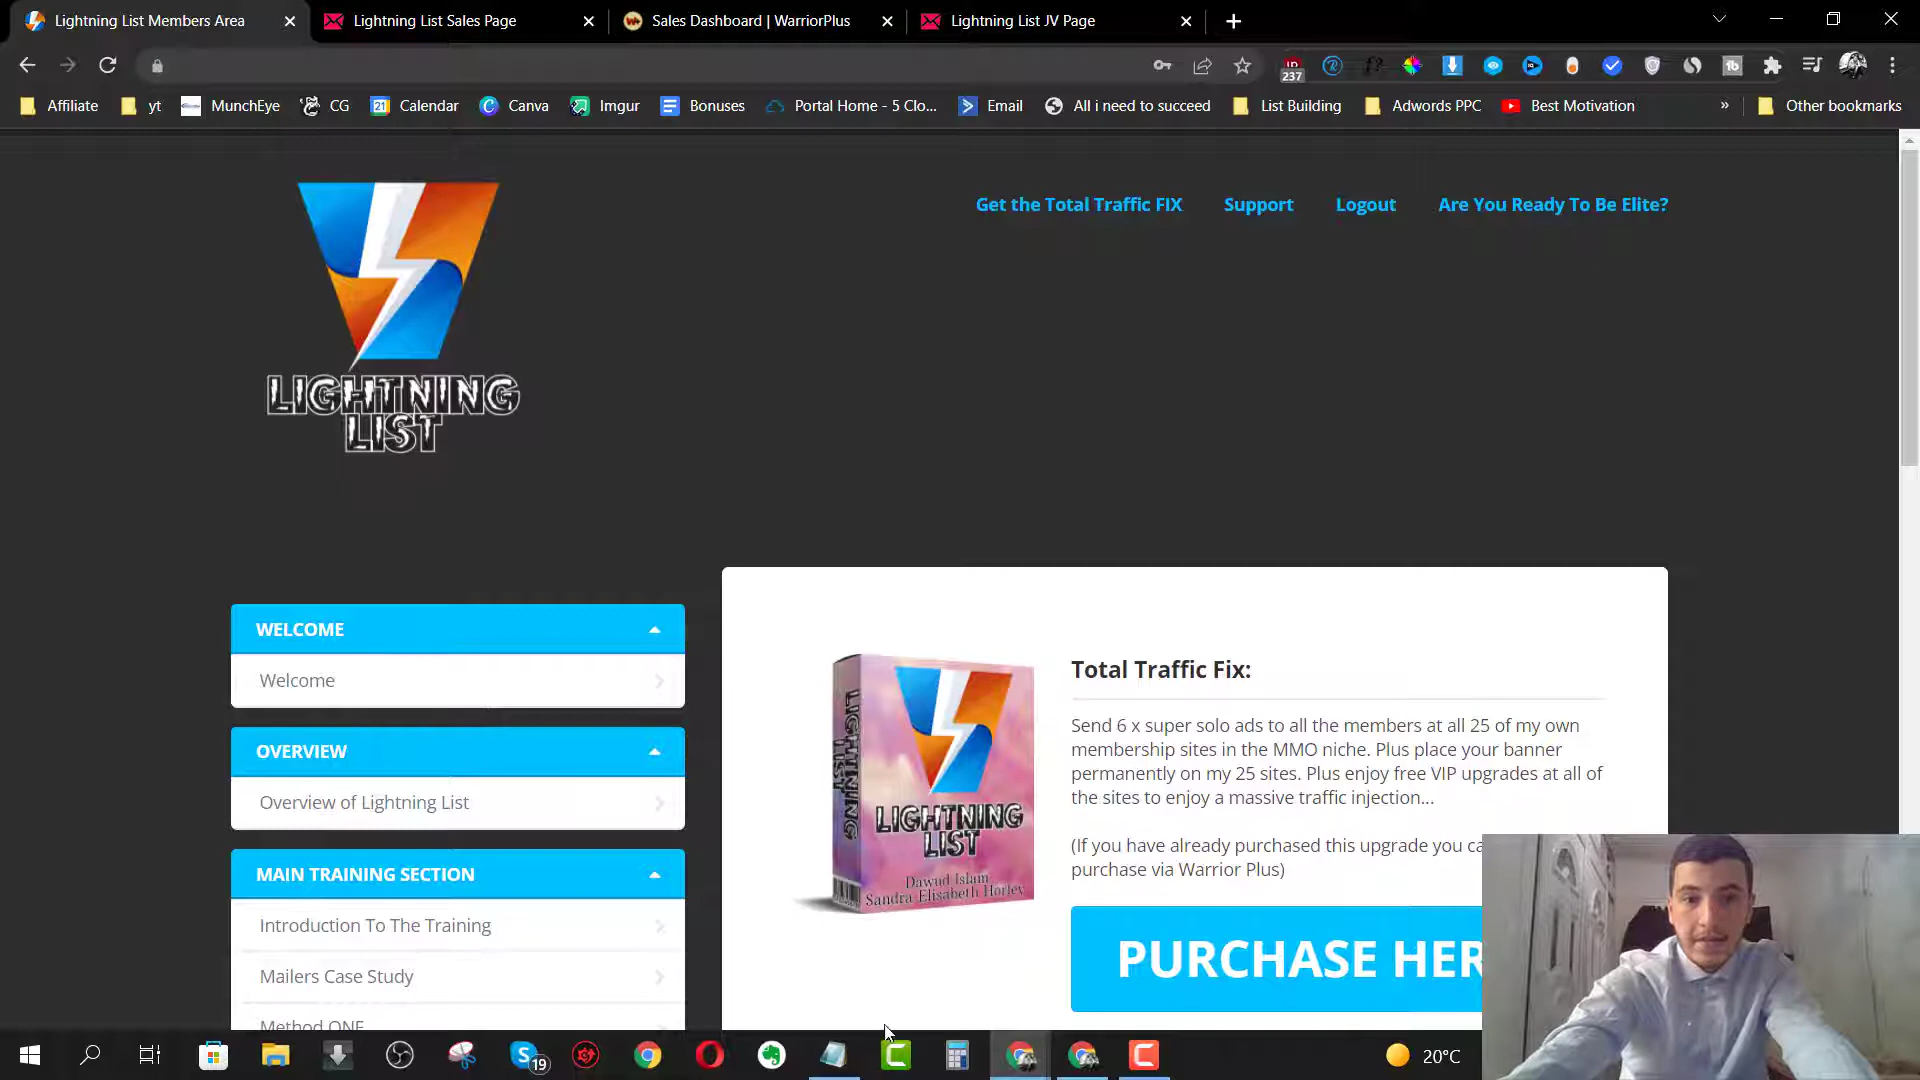 Lightning List Members Area
Lightning List Sales Page
Sales Dashboard | WarriorPlus
Lightning List JV Page
237
Affiliate
yt
MunchEye
CG
21
Calendar
Canva
Imgur
Bonuses
Portal Home - 5 Clo...
Email
All i need to succeed
List Building
Adwords PPC
Best Motivation
»
Other bookmarks
Get the Total Traffic FIX
Support
Logout
Are You Ready To Be Elite?
LIGHTNING
LIST
WELCOME
Welcome
OVERVIEW
Overview of Lightning List
MAIN TRAINING SECTION
Introduction To The Training
Mailers Case Study
Method ONE
LIGHTNING
LIST
LIGHTNING
LIST
Dawud Islam
Sandra Elisabeth Horley
Total Traffic Fix:
Send 6 x super solo ads to all the members at all 25 of my own
membership sites in the MMO niche. Plus place your banner
permanently on my 25 sites. Plus enjoy free VIP upgrades at all of
the sites to enjoy a massive traffic injection...
(If you have already purchased this upgrade you ca
purchase via Warrior Plus)
PURCHASE HER
19
20°C